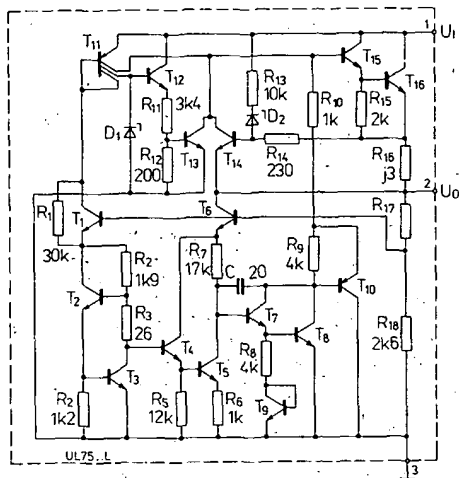 1 UI
T11
T15
T12
R13
10k
T16
R11
3k4
R10
1k
R15
2k
D1
D2
R12
200
T13
T14
R14
230
R16
j3
2 UO
R1
30k
T1
T6
R17
R2
1k9
R7
17k
C 20
R9
4k
T10
T2
R3
26
T7
T8
R18
2k6
T4
T3
T5
R8
4k
R2
1k2
R5
12k
R6
1k
T9
UL75..L
3